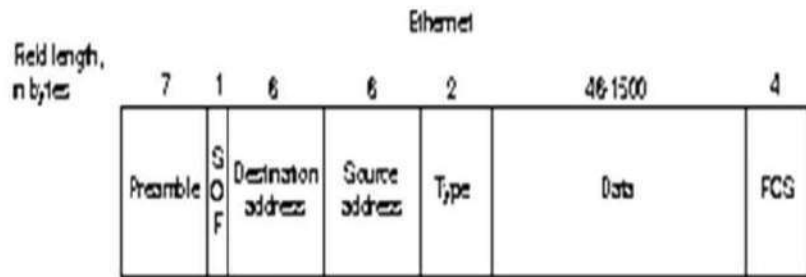 Ethernet
Field length,
in bytes
7 1 6 6 2 46-1500 4
Preamble
SOF
Destination
address
Source
address
Type
Data
FCS